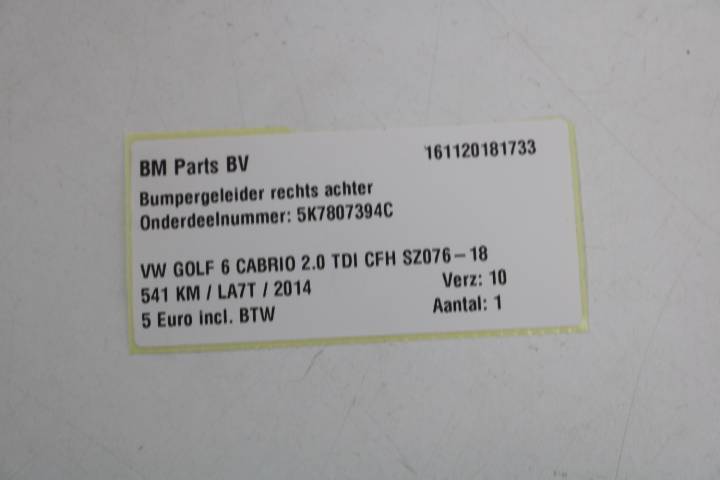 BM Parts BV 161120181733
Bumpergeleider rechts achter
Onderdeelnummer: 5K7807394C
VW GOLF 6 CABRIO 2.0 TDI CFH SZ076-18
541 KM / LA7T / 2014 Verz: 10
5 Euro incl. BTW Aantal: 1